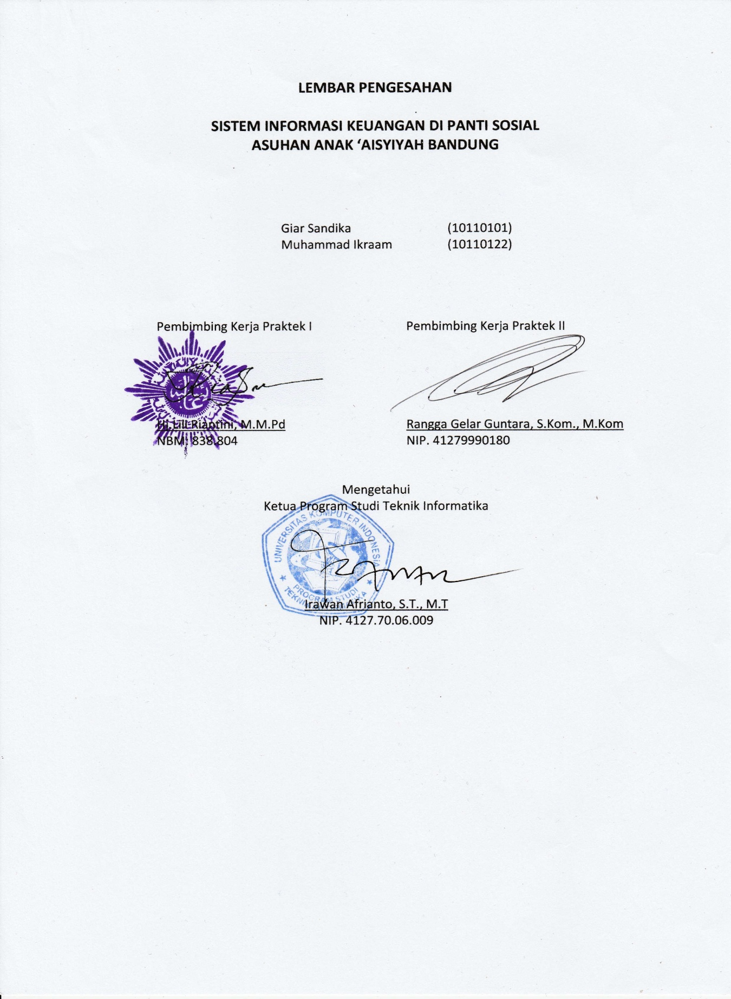 LEMBAR PENGESAHAN
SISTEM INFORMASI KEUANGAN DI PANTI SOSIAL
ASUHAN ANAK ‘AISYIYAH BANDUNG
Giar Sandika (10110101)
Muhammad Ikraam (10110122)
Pembimbing Kerja Praktek I
Hj Lili Riantini, M.M.Pd
NBM. 838.804
Pembimbing Kerja Praktek II
Rangga Gelar Guntara, S.Kom., M.Kom
NIP. 41279990180
Mengetahui
Ketua Program Studi Teknik Informatika
UNIVERSITAS KOMPUTER INDONESIA
PROGRAM STUDI
Irawan Afrianto, S.T., M.T
NIP. 4127.70.06.009